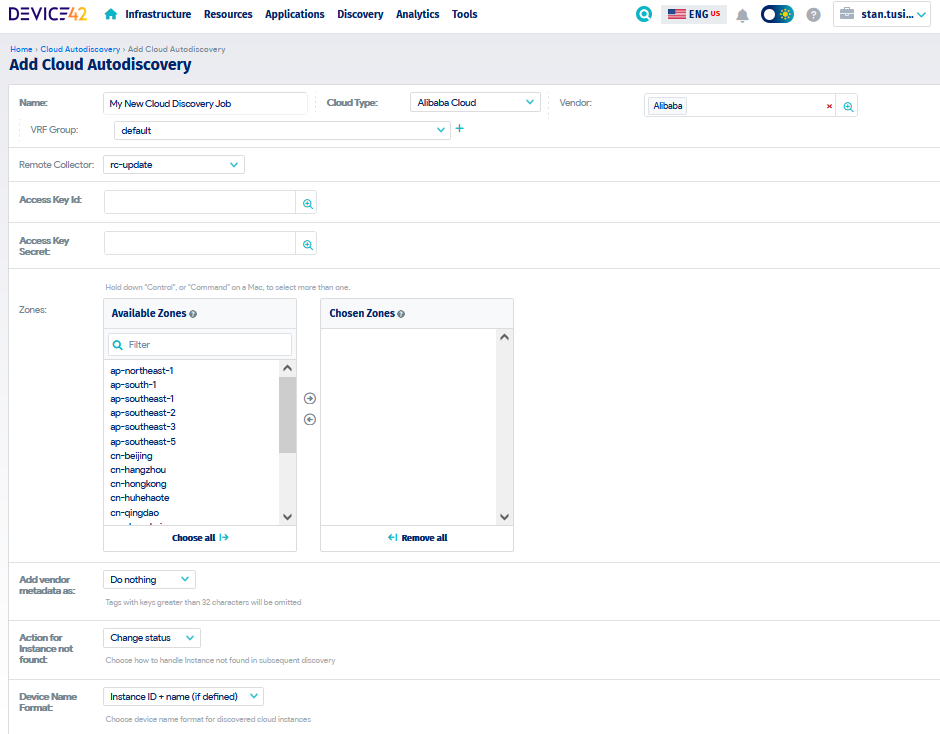 DEVICE42 Infrastructure Resources Applications Discovery Analytics Tools ENG US stan.tusi...
Home › Cloud Autodiscovery › Add Cloud Autodiscovery
Add Cloud Autodiscovery
Name: My New Cloud Discovery Job Cloud Type: Alibaba Cloud Vendor: Alibaba
VRF Group: default
Remote Collector: rc-update
Access Key Id:
Access Key
Secret:
Hold down "Control", or "Command" on a Mac, to select more than one.
Zones:
Available Zones Chosen Zones
Filter
ap-northeast-1
ap-south-1
ap-southeast-1
ap-southeast-2
ap-southeast-3
ap-southeast-5
cn-beijing
cn-hangzhou
cn-hongkong
cn-huhehaote
cn-qingdao
Choose all Remove all
Add vendor
metadata as:
Do nothing
Tags with keys greater than 32 characters will be omitted
Action for
Instance not
found:
Change status
Choose how to handle Instance not found in subsequent discovery
Device Name
Format:
Instance ID + name (if defined)
Choose device name format for discovered cloud instances